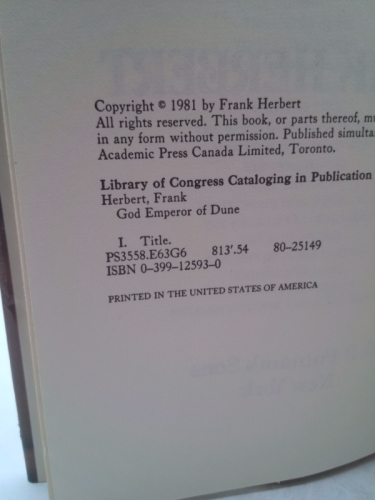 Copyright © 1981 by Frank Herbert
All rights reserved. This book, or parts thereof,
in any form without permission. Published
Academic Press Canada Limited, Toronto.
Library of Congress Cataloging in Publication
Herbert, Frank
God Emperor of Dune
I. Title.
PS3558.E63G6 813'.54 80-25149
ISBN 0-399-12593-0
PRINTED IN THE UNITED STATES OF AMERICA